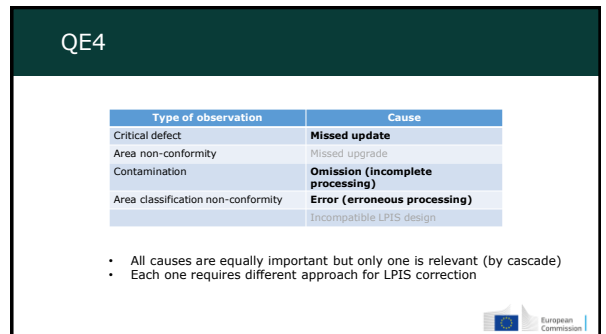 QE4
Type of observation Cause
Critical defect Missed update
Area non-conformity Missed upgrade
Contamination Omission (incomplete
processing)
Area classification non-conformity Error (erroneous processing)
Incompatible LPIS design
• All causes are equally important but only one is relevant (by cascade)
• Each one requires different approach for LPIS correction
European
Commission